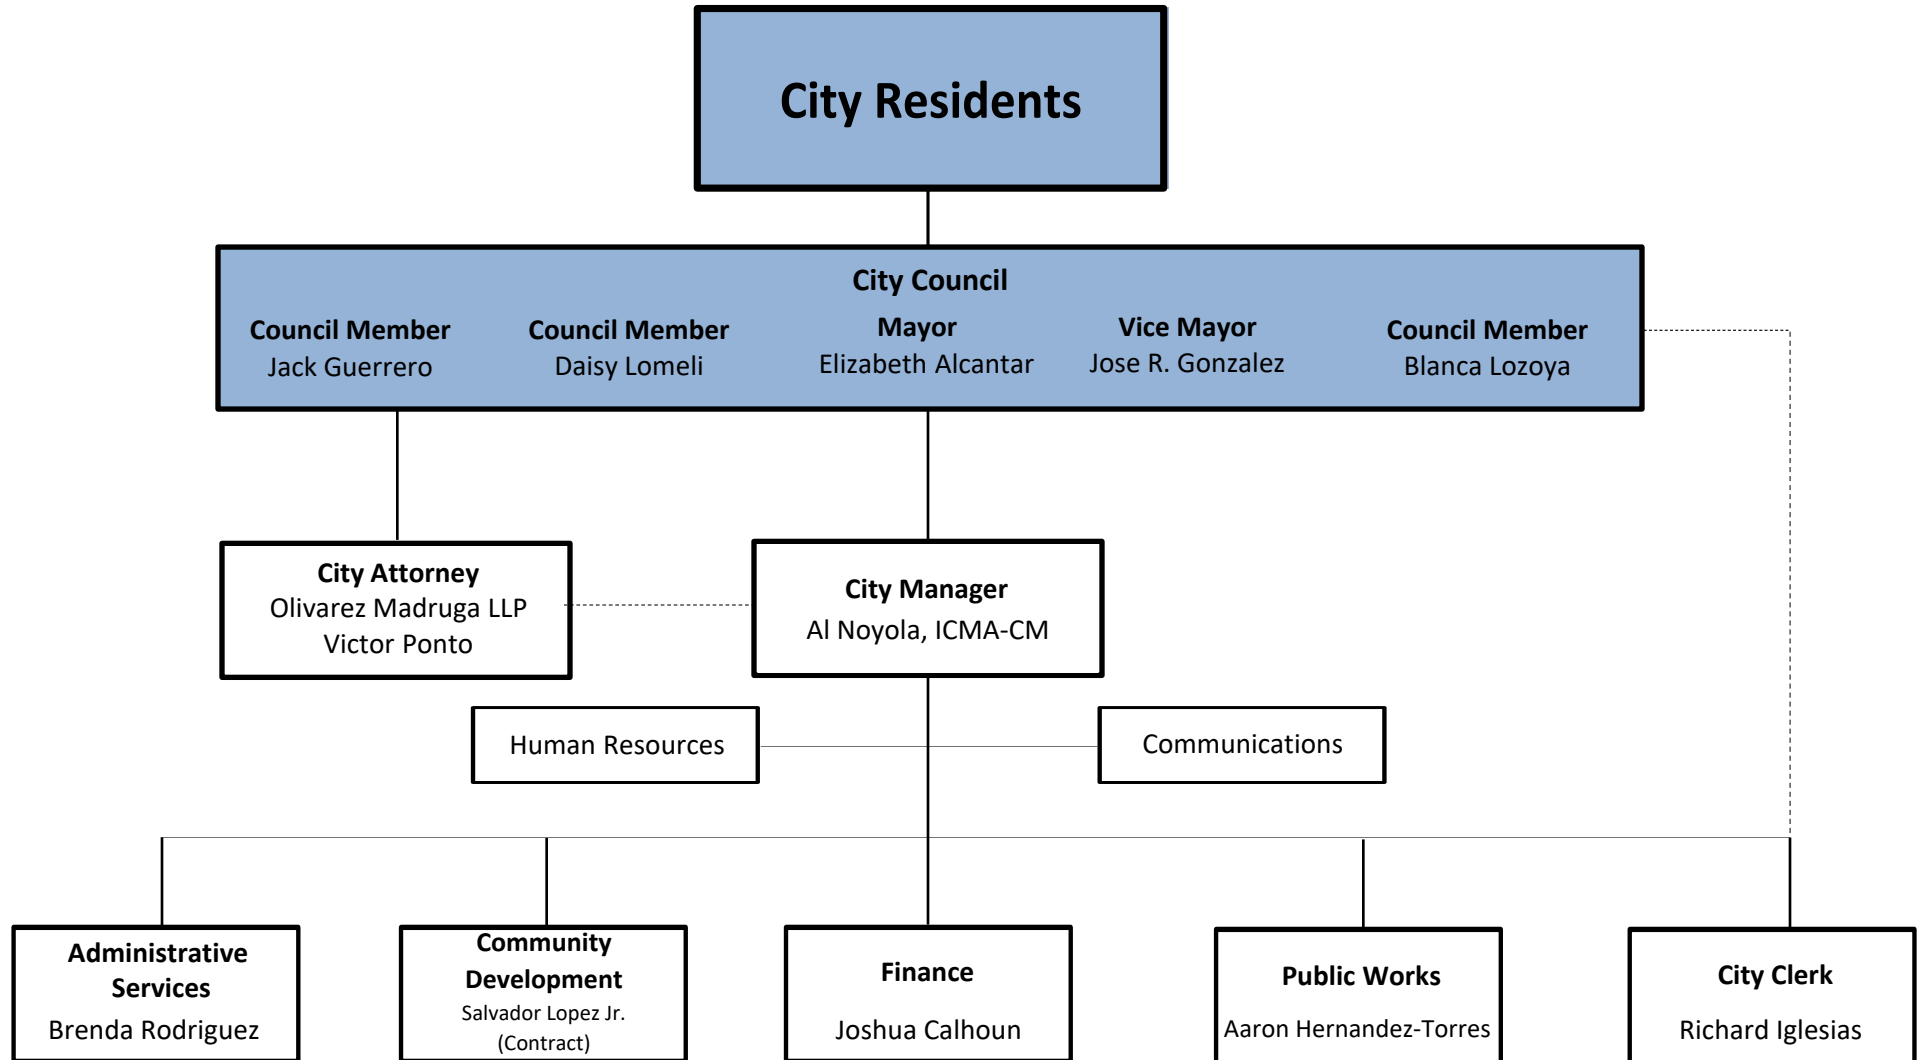 City Residents
City Council
Council Member
Jack Guerrero
Council Member
Daisy Lomeli
Mayor
Elizabeth Alcantar
Vice Mayor
Jose R. Gonzalez
Council Member
Blanca Lozoya
City Attorney
Olivarez Madruga LLP
Victor Ponto
City Manager
Al Noyola, ICMA-CM
Human Resources
Communications
Administrative
Services
Brenda Rodriguez
Community
Development
Salvador Lopez Jr.
(Contract)
Finance
Joshua Calhoun
Public Works
Aaron Hernandez-Torres
City Clerk
Richard Iglesias